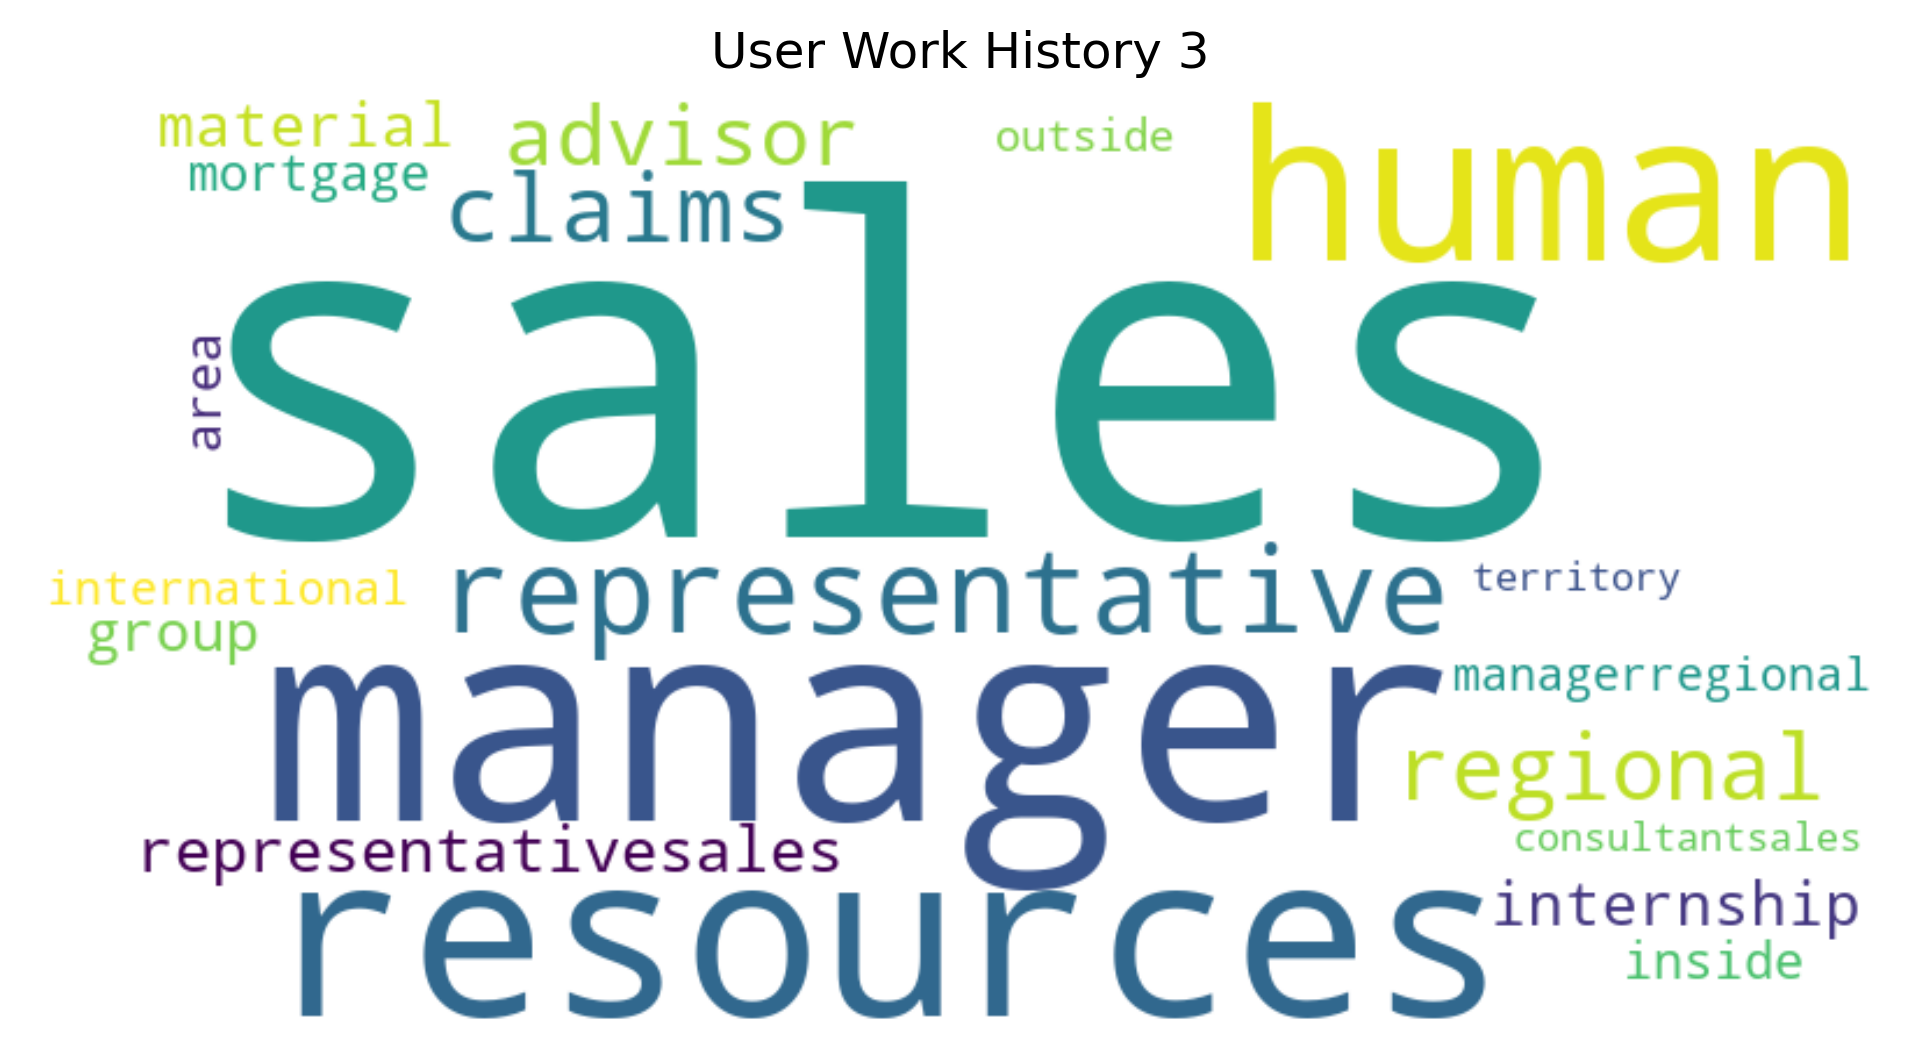 User Work History 3
material
advisor
outside
human
mortgage
claims
sales
area
representative
territory
international
group
manager
managerregional
regional
representativesales
consultantsales
resources
internship
inside